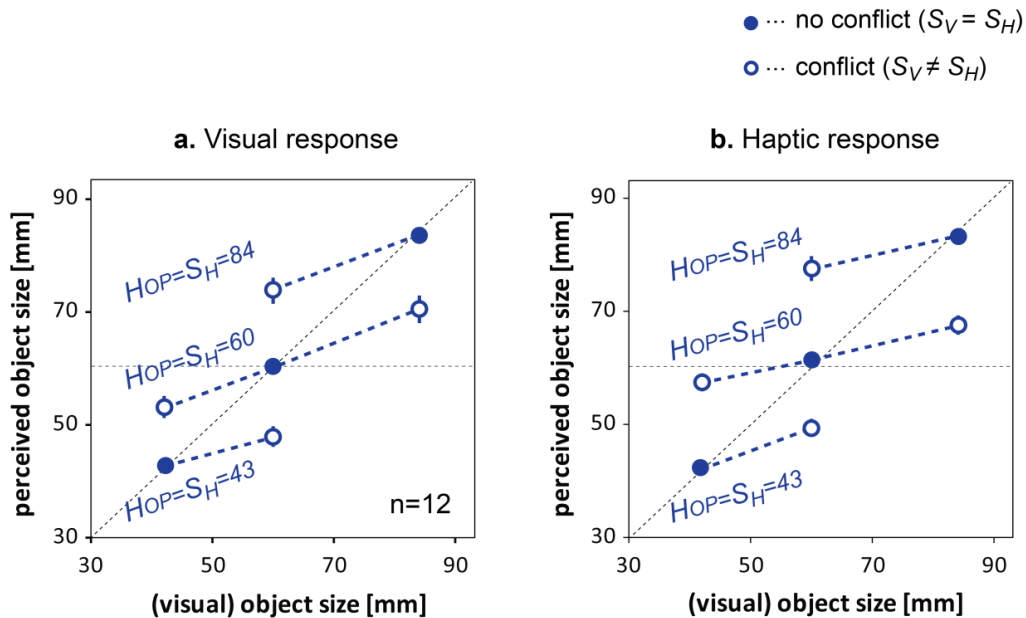 ··· no conflict (SV = SH)
··· conflict (SV ≠ SH)
a. Visual response
perceived object size [mm]
90
70
50
30
HOP=SH=84
HOP=SH=60
HOP=SH=43
n=12
30 50 70 90
(visual) object size [mm]
b. Haptic response
perceived object size [mm]
90
70
50
30
HOP=SH=84
HOP=SH=60
HOP=SH=43
30 50 70 90
(visual) object size [mm]